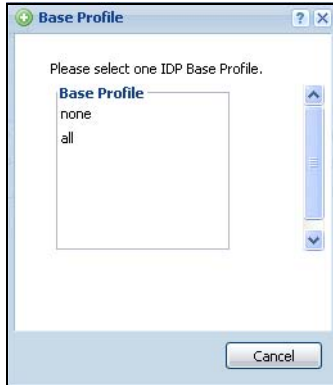 Base Profile
Please select one IDP Base Profile.
Base Profile
none
all
Cancel